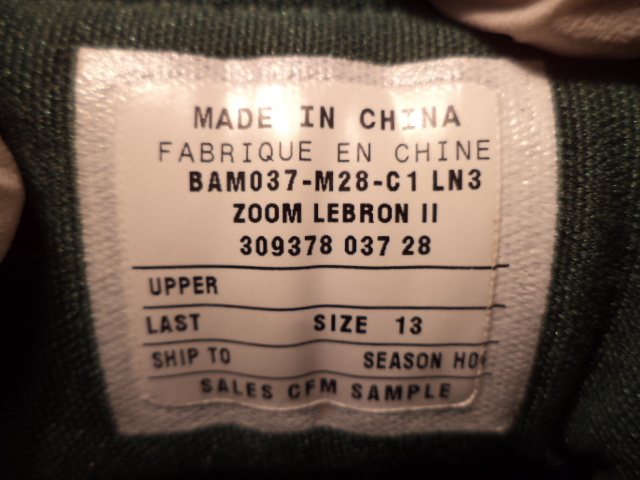 MADE IN CHINA
FABRIQUE EN CHINE
BAM037-M28-C1 LN3
ZOOM LEBRON II
309378 037 28
UPPER
LAST SIZE 13
SHIP TO SEASON HO
SALES CFM SAMPLE